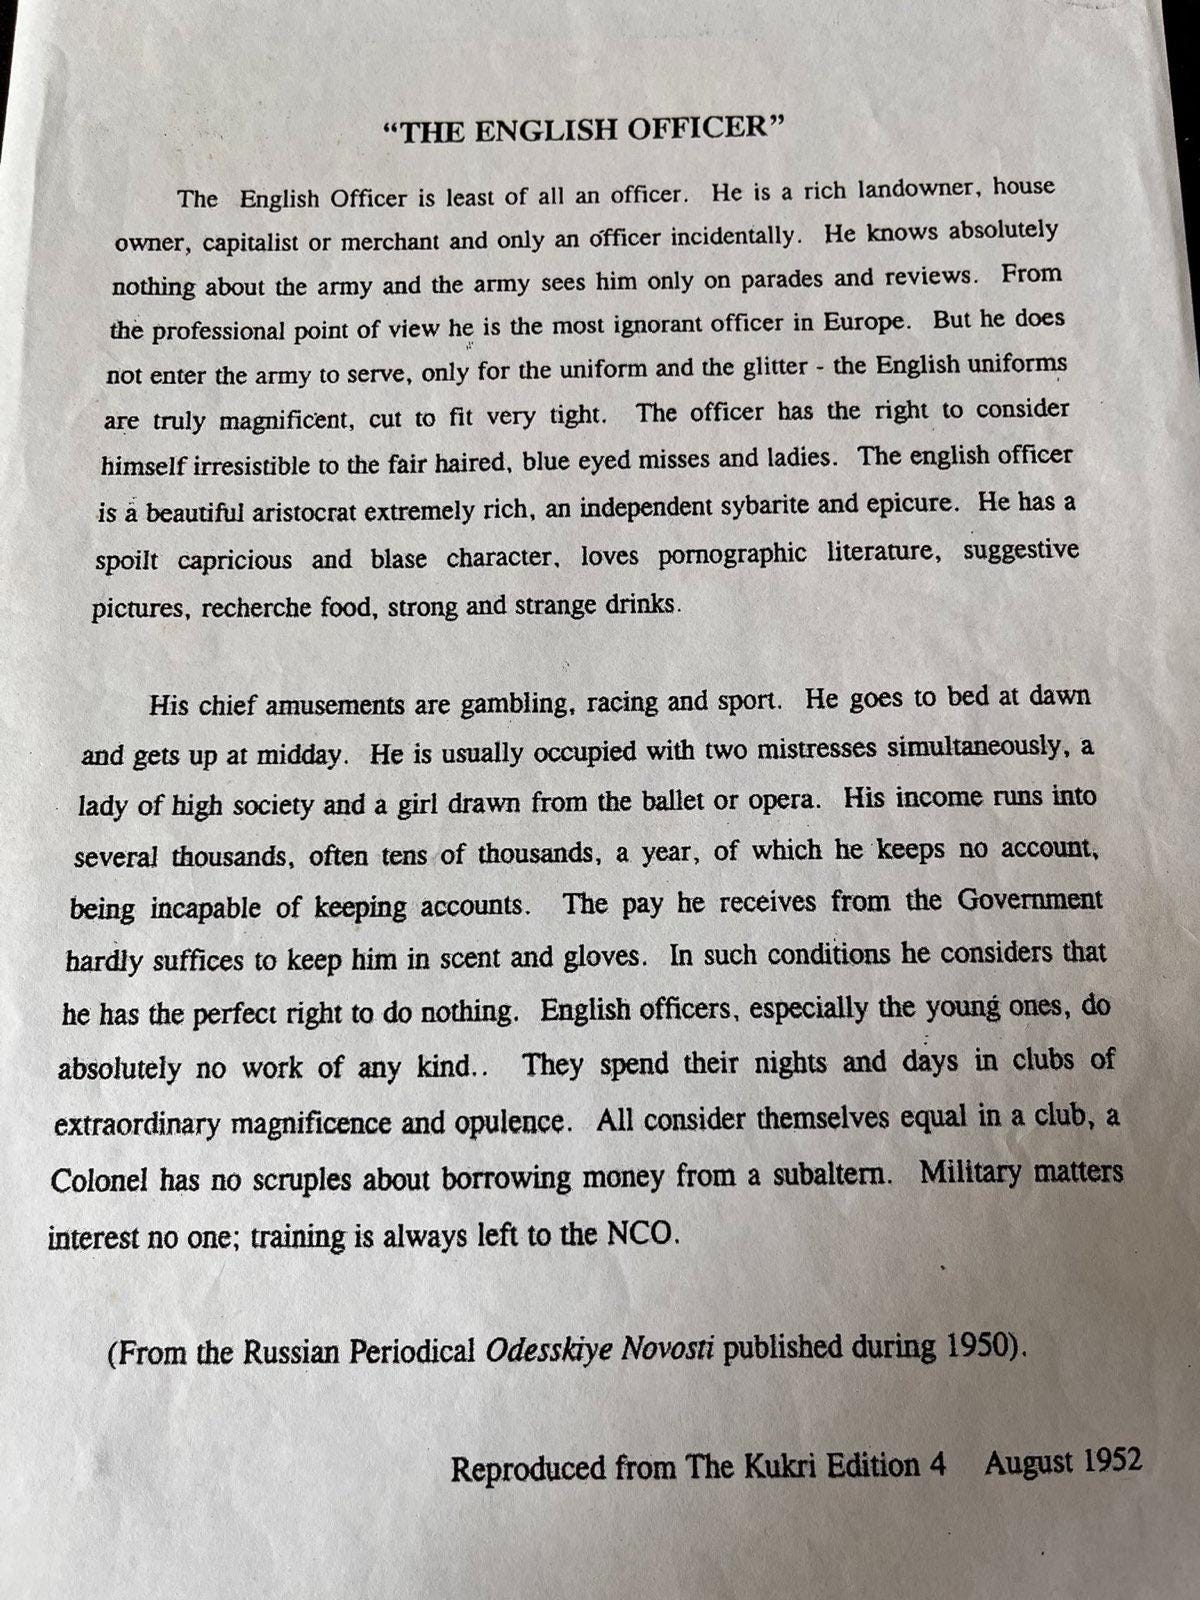 “THE ENGLISH OFFICER”
The English Officer is least of all an officer. He is a rich landowner, house
owner, capitalist or merchant and only an officer incidentally. He knows absolutely
nothing about the army and the army sees him only on parades and reviews. From
the professional point of view he is the most ignorant officer in Europe. But he does
not enter the army to serve, only for the uniform and the glitter - the English uniforms
are truly magnificent, cut to fit very tight. The officer has the right to consider
himself irresistible to the fair haired, blue eyed misses and ladies. The english officer
is a beautiful aristocrat extremely rich, an independent sybarite and epicure. He has a
spoilt capricious and blase character, loves pornographic literature, suggestive
pictures, recherche food, strong and strange drinks.
His chief amusements are gambling, racing and sport. He goes to bed at dawn
and gets up at midday. He is usually occupied with two mistresses simultaneously, a
lady of high society and a girl drawn from the ballet or opera. His income runs into
several thousands, often tens of thousands, a year, of which he keeps no account,
being incapable of keeping accounts. The pay he receives from the Government
hardly suffices to keep him in scent and gloves. In such conditions he considers that
he has the perfect right to do nothing. English officers, especially the young ones, do
absolutely no work of any kind.. They spend their nights and days in clubs of
extraordinary magnificence and opulence. All consider themselves equal in a club, a
Colonel has no scruples about borrowing money from a subaltern. Military matters
interest no one; training is always left to the NCO.
(From the Russian Periodical Odesskiye Novosti published during 1950).
Reproduced from The Kukri Edition 4 August 1952